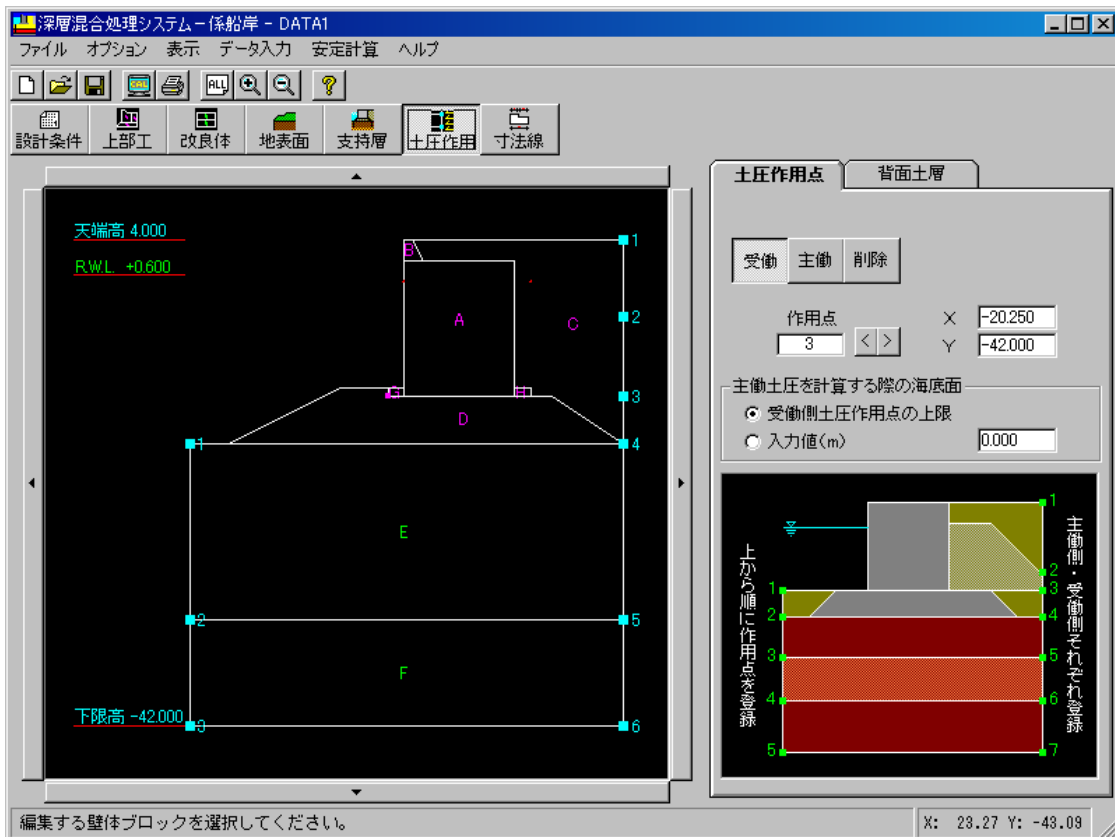 深層混合処理システム－係船岸 - DATA1
ファイル オプション 表示 データ入力 安定計算 ヘルプ
CAL ALL ?
設計条件 上部工 改良体 地表面 支持層 土圧作用 寸法線
天端高 4.000
R.W.L. +0.600
下限高 -42.000
B
A
C
G
H
D
E
F
1
2
3
4
5
6
1
2
3
土圧作用点 背面土層
受働 主働 削除
作用点
3
< >
X -20.250
Y -42.000
主働土圧を計算する際の海底面
受働側土圧作用点の上限
入力値(m) 0.000
上から順に作用点を登録
1
2
3
4
5
1
2
3
4
5
6
7
主働側・受働側それぞれ登録
編集する壁体ブロックを選択してください。
X: 23.27 Y: -43.09